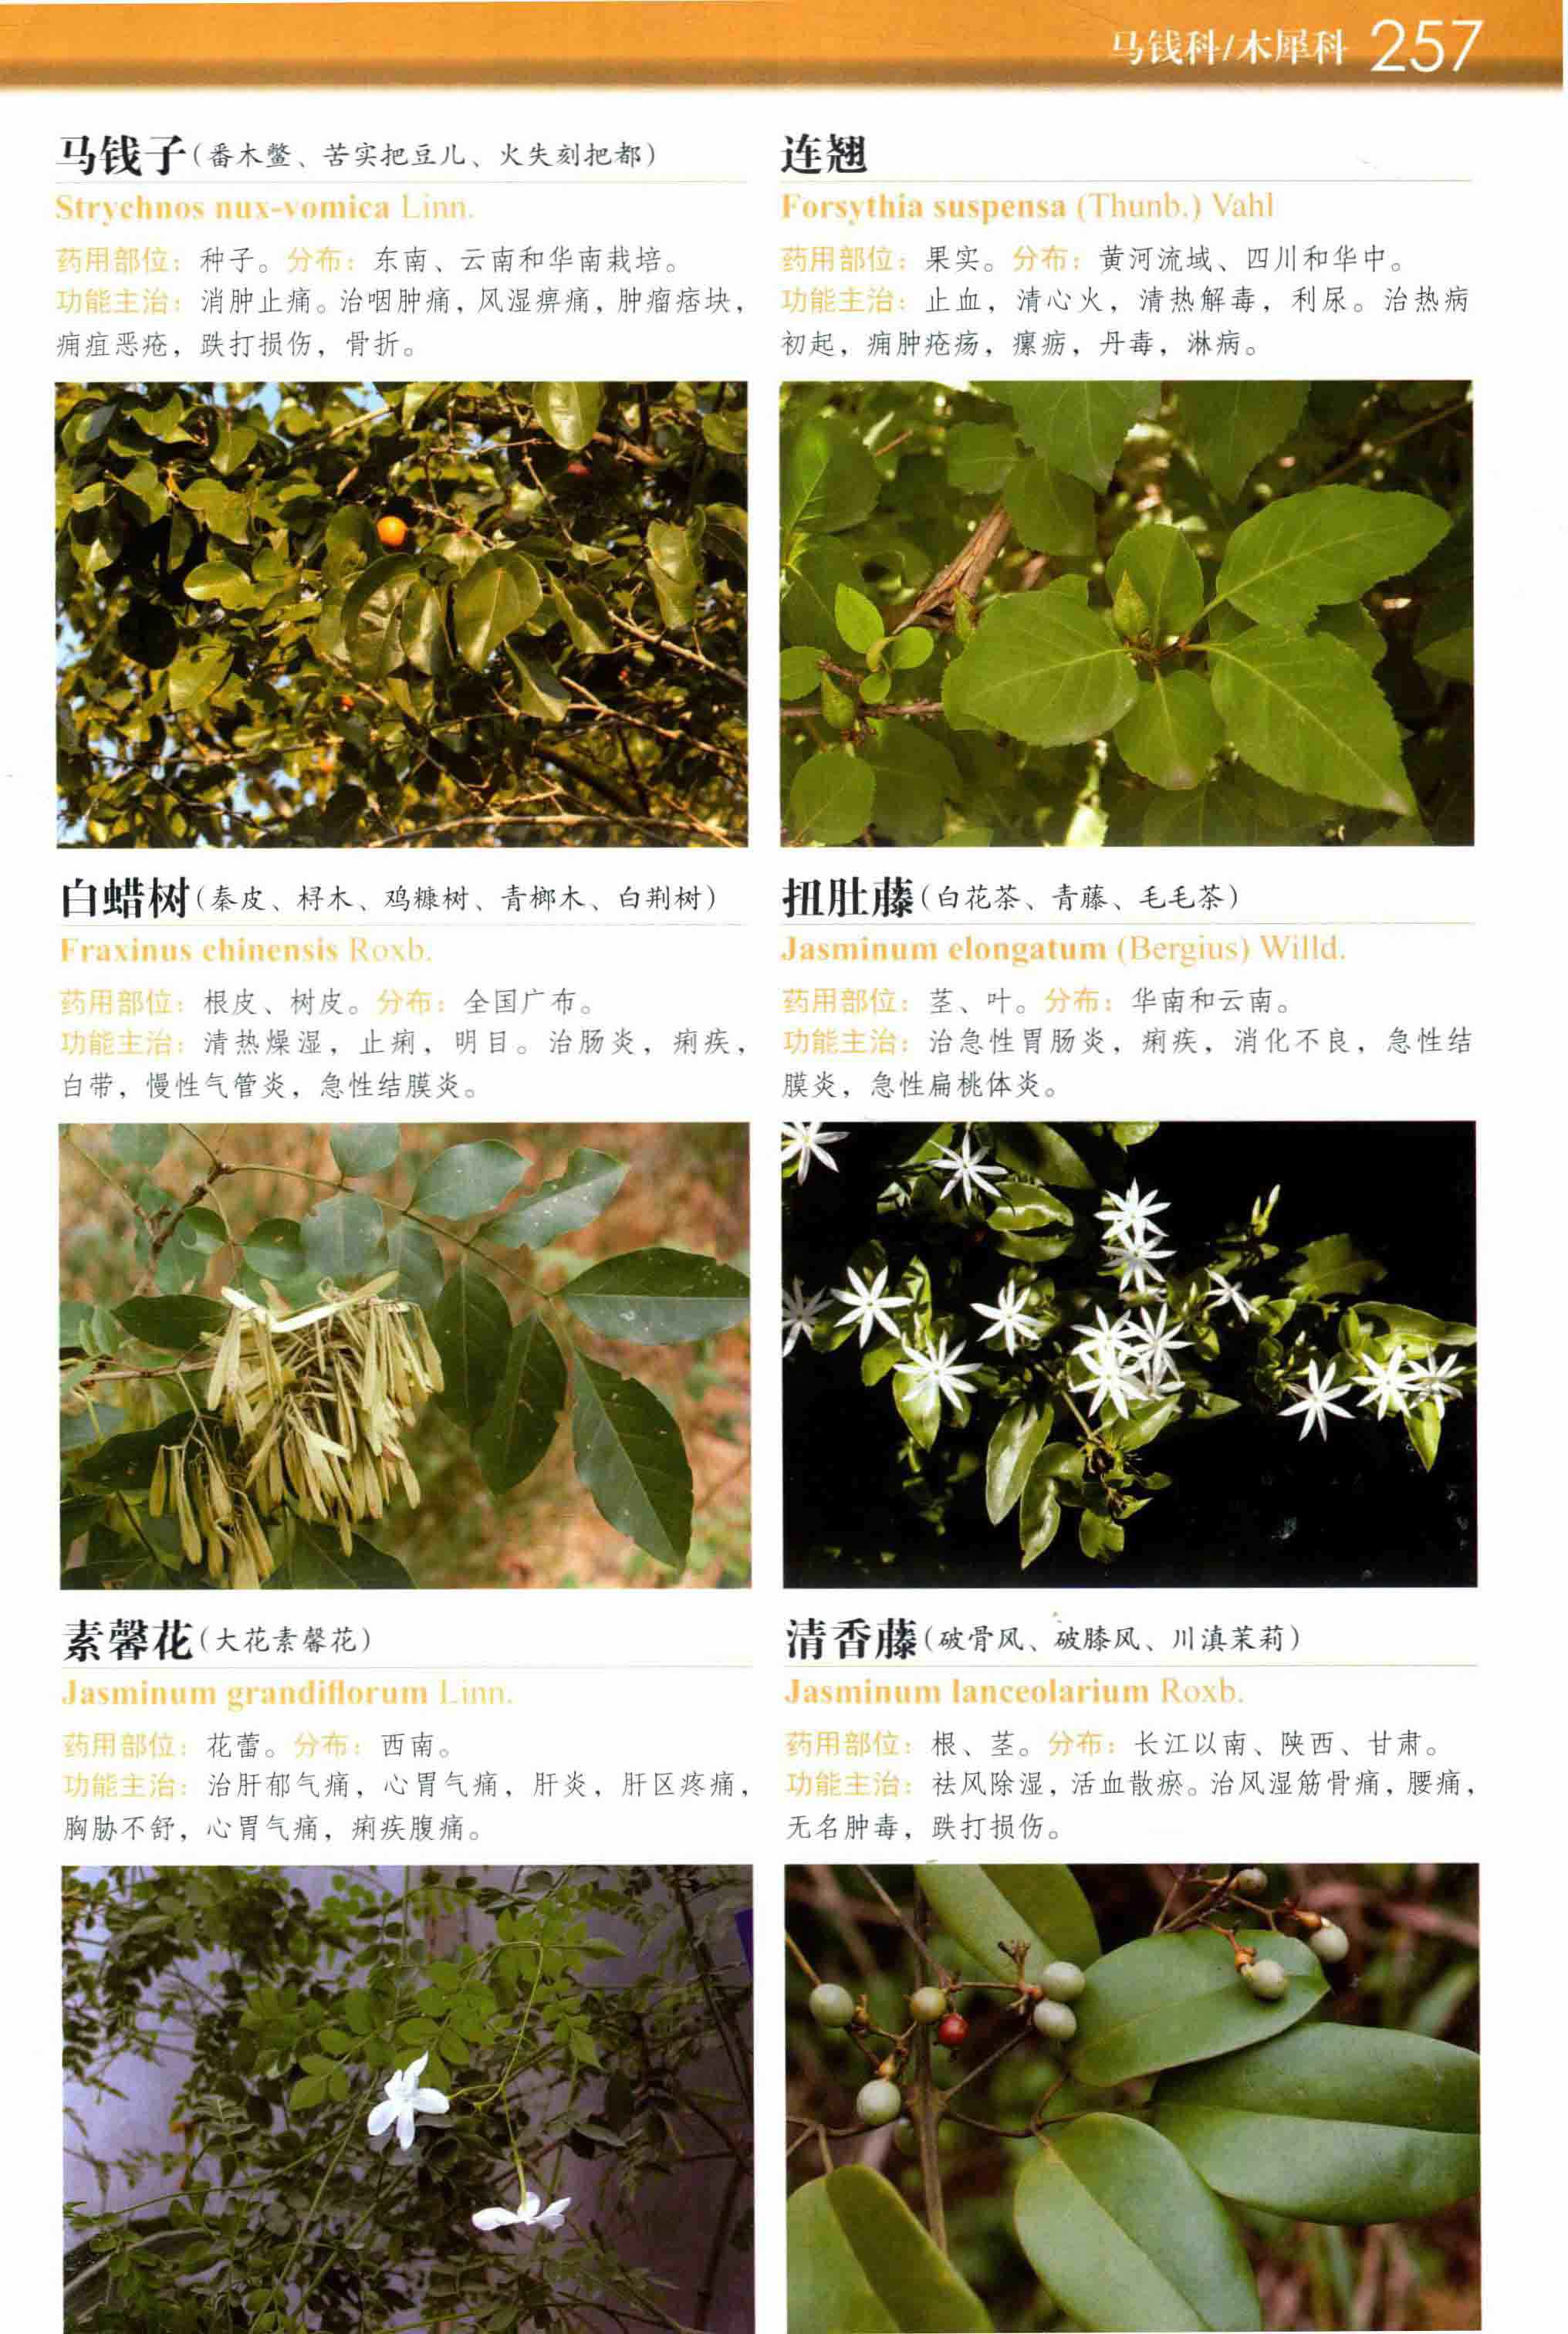 马钱科/木犀科 257
马钱子(番木鳖、苦实把豆儿、火失刻把都)
Strychnos nux-vomica Linn.
药用部位：种子。分布：东南、云南和华南栽培。
功能主治：消肿止痛。治咽肿痛，风湿痹痛，肿瘤痞块，
痈疽恶疮，跌打损伤，骨折。
连翘
Forsythia suspensa (Thunb.) Vahl
药用部位：果实。分布：黄河流域、四川和华中。
功能主治：止血，清心火，清热解毒，利尿。治热病
初起，痈肿疮疡，瘰疬，丹毒，淋病。
白蜡树(秦皮、桪木、鸡糠树、青榔木、白荆树)
Fraxinus chinensis Roxb.
药用部位：根皮、树皮。分布：全国广布。
功能主治：清热燥湿，止痢，明目。治肠炎，痢疾，
白带，慢性气管炎，急性结膜炎。
扭肚藤(白花茶、青藤、毛毛茶)
Jasminum elongatum (Bergius) Willd.
药用部位：茎、叶。分布：华南和云南。
功能主治：治急性胃肠炎，痢疾，消化不良，急性结
膜炎，急性扁桃体炎。
素馨花(大花素馨花)
Jasminum grandiflorum Linn.
药用部位：花蕾。分布：西南。
功能主治：治肝郁气痛，心胃气痛，肝炎，肝区疼痛，
胸胁不舒，心胃气痛，痢疾腹痛。
清香藤(破骨风、破膝风、川滇茉莉)
Jasminum lanceolarium Roxb.
药用部位：根、茎。分布：长江以南、陕西、甘肃。
功能主治：祛风除湿，活血散瘀。治风湿筋骨痛，腰痛，
无名肿毒，跌打损伤。